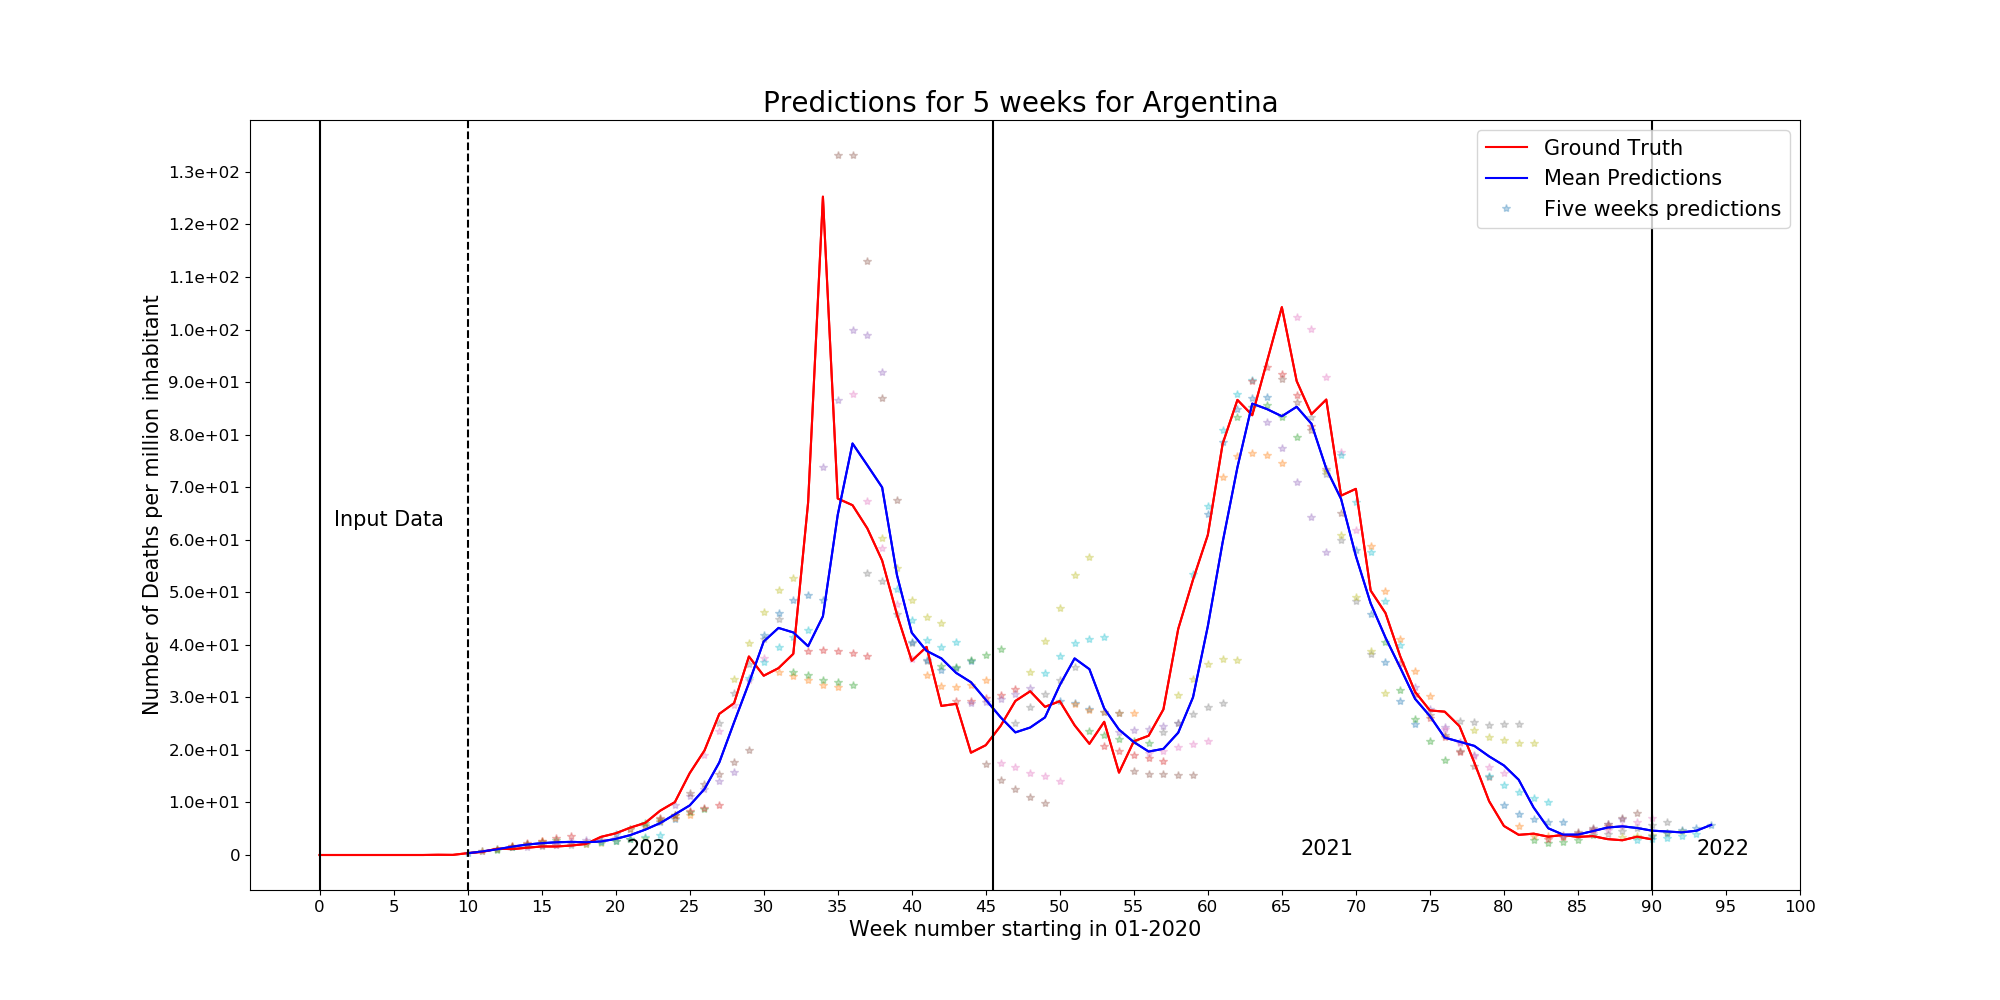 Predictions for 5 weeks for Argentina
Ground Truth
Mean Predictions
Five weeks predictions
Number of Deaths per million inhabitant
1.3e+02
1.2e+02
1.1e+02
1.0e+02
9.0e+01
8.0e+01
7.0e+01
6.0e+01
5.0e+01
4.0e+01
3.0e+01
2.0e+01
1.0e+01
0
Input Data
2020
2021
2022
0 5 10 15 20 25 30 35 40 45 50 55 60 65 70 75 80 85 90 95 100
Week number starting in 01-2020